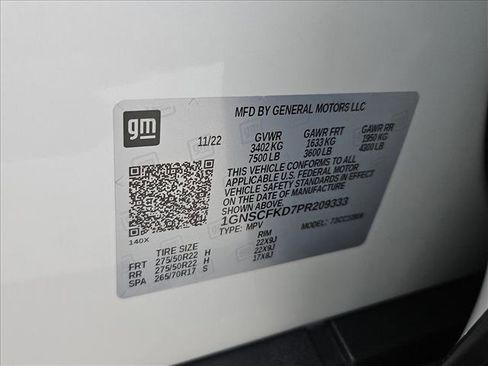 gm
MFD BY GENERAL MOTORS LLC
11/22 GVWR GAWR FRT GAWR RR
3402 KG 1633 KG 1950 KG
7500 LB 3600 LB 4300 LB
THIS VEHICLE CONFORMS TO ALL
APPLICABLE U.S. FEDERAL MOTOR
VEHICLE SAFETY STANDARDS IN EFFECT
ON THE DATE OF MANUFACTURE
SHOWN ABOVE.
1GNSCFKD7PR209333
TYPE: MPV MODEL:
140X
TIRE SIZE RIM
FRT 275/50R22 H 22X9J
RR 275/50R22 H 22X9J
SPA 265/70R17 S 17X8J